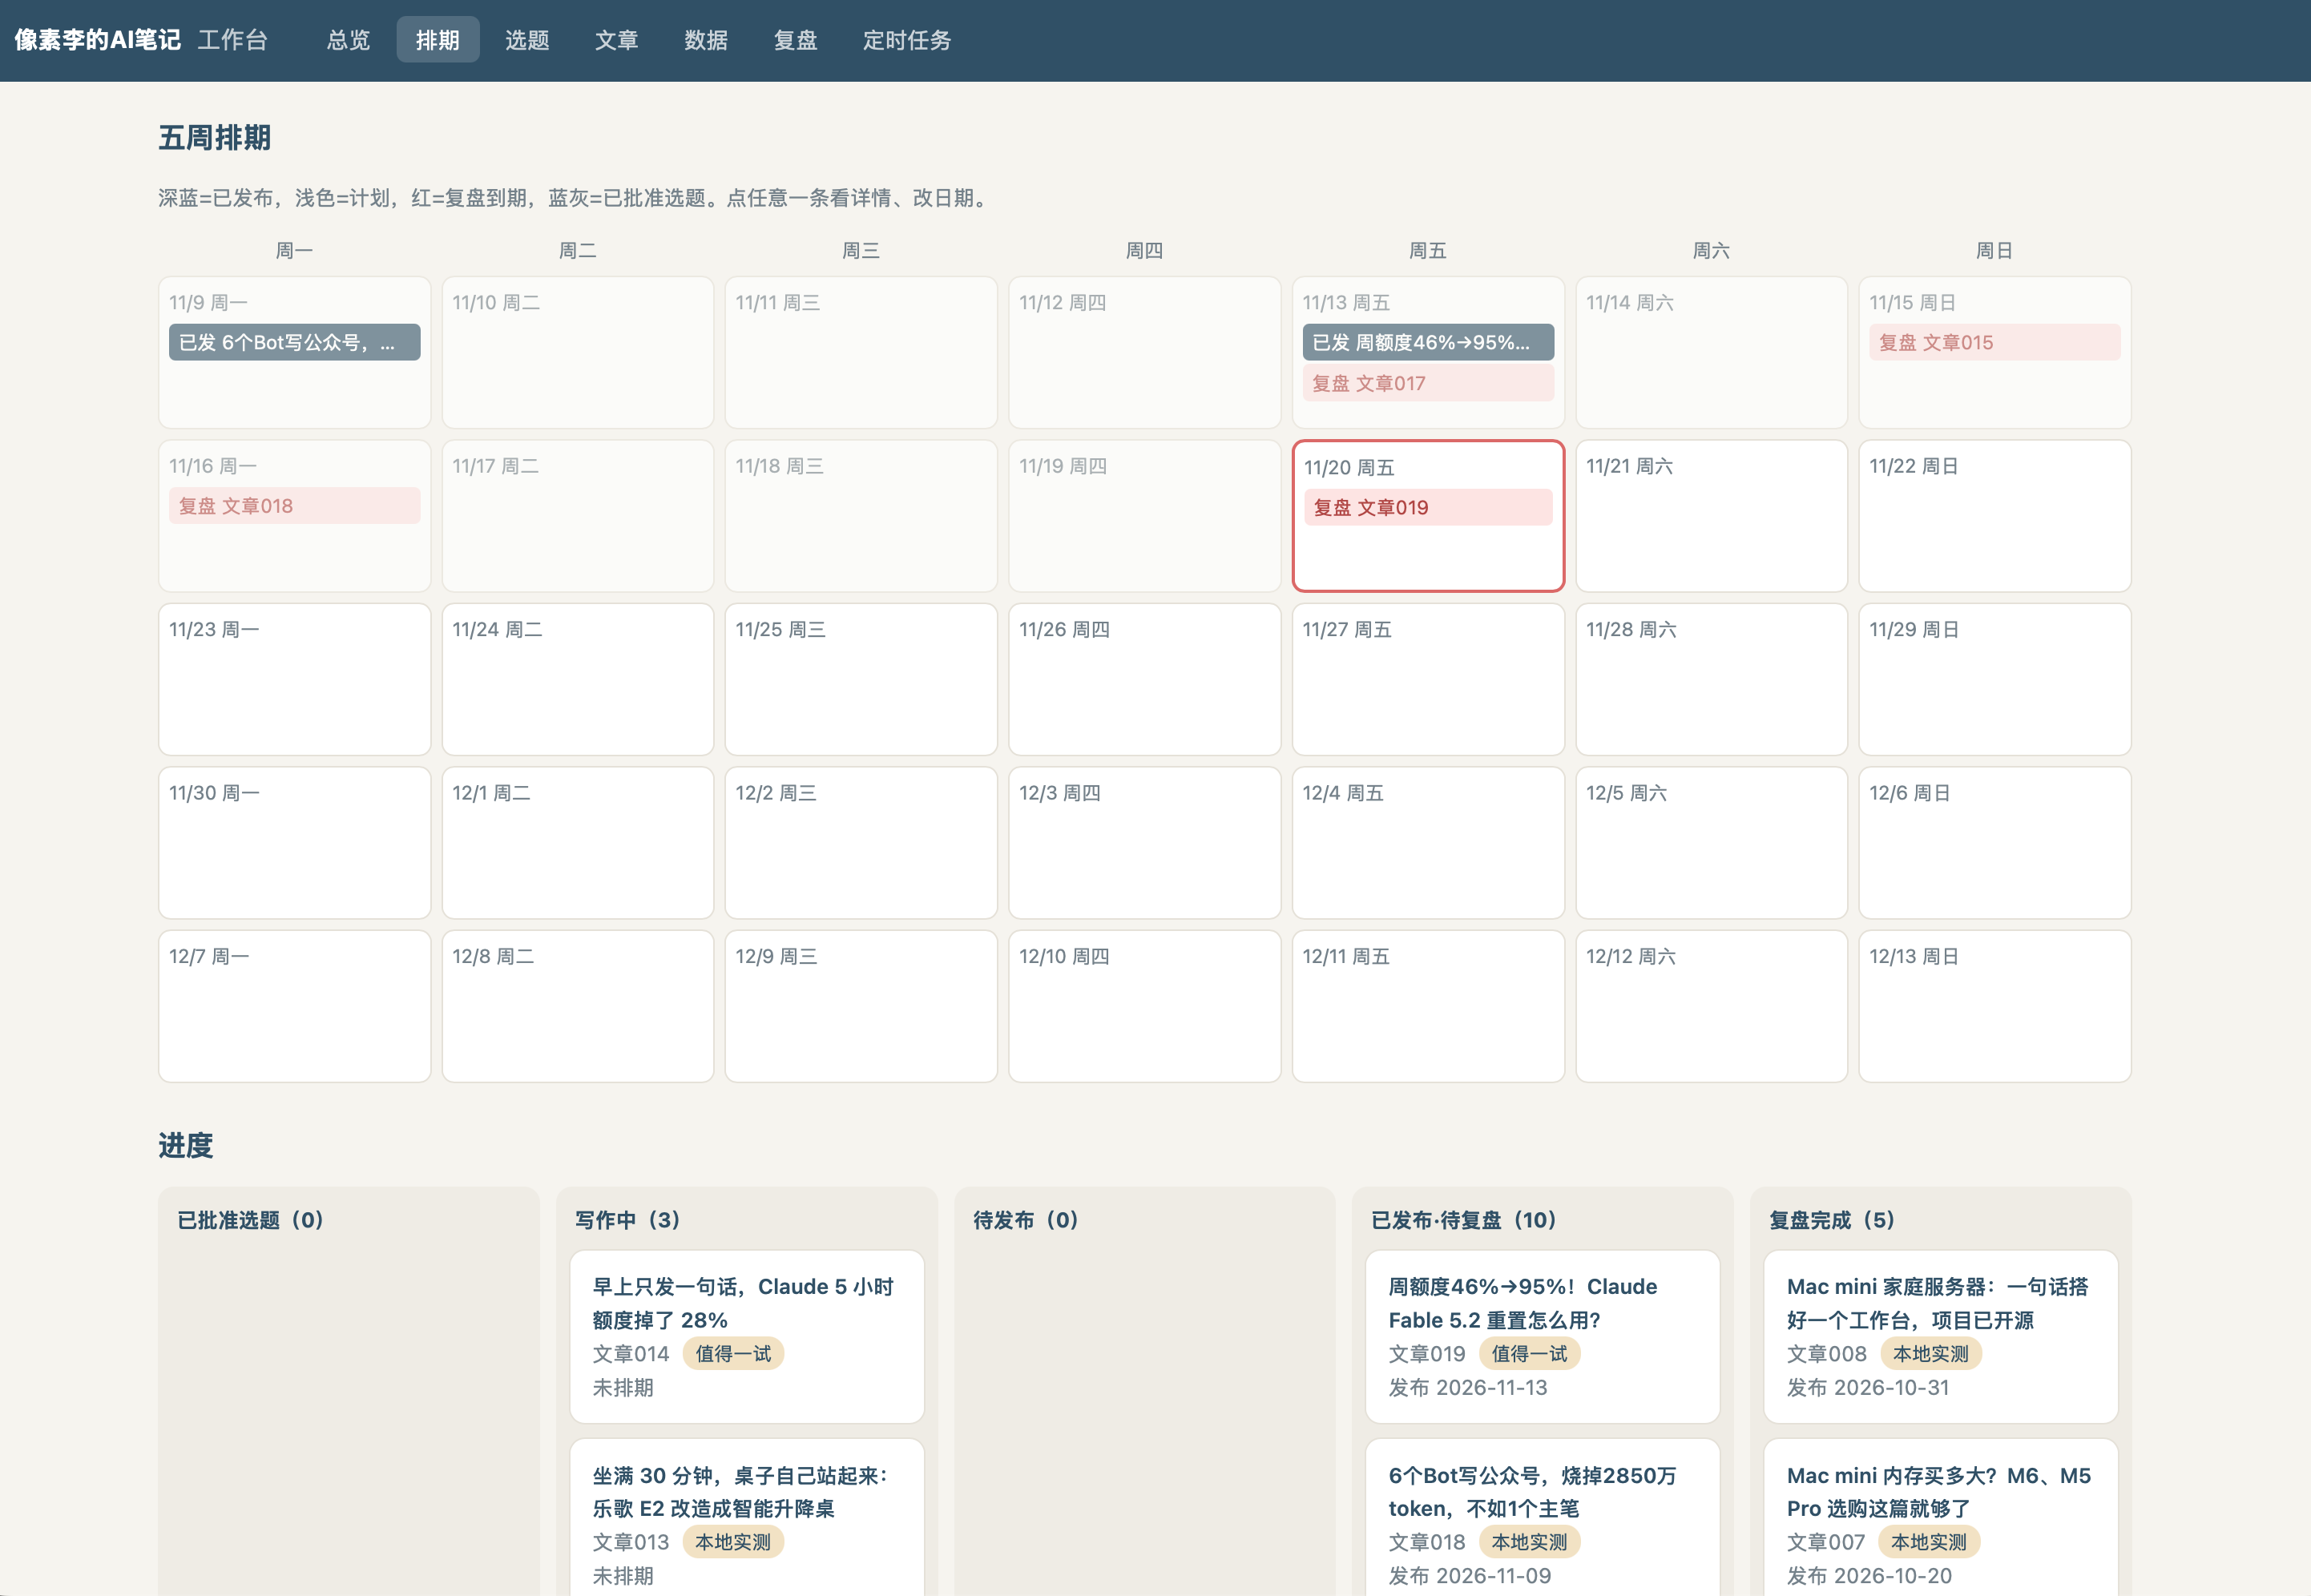 像素李的AI笔记 工作台 总览 排期 选题 文章 数据 复盘 定时任务
五周排期
深蓝=已发布，浅色=计划，红=复盘到期，蓝灰=已批准选题。点任意一条看详情、改日期。
周一 周二 周三 周四 周五 周六 周日
11/9 周一
已发 6个Bot写公众号，...
11/10 周二
11/11 周三
11/12 周四
11/13 周五
已发 周额度46%→95%...
复盘 文章017
11/14 周六
11/15 周日
复盘 文章015
11/16 周一
复盘 文章018
11/17 周二
11/18 周三
11/19 周四
11/20 周五
复盘 文章019
11/21 周六
11/22 周日
11/23 周一
11/24 周二
11/25 周三
11/26 周四
11/27 周五
11/28 周六
11/29 周日
11/30 周一
12/1 周二
12/2 周三
12/3 周四
12/4 周五
12/5 周六
12/6 周日
12/7 周一
12/8 周二
12/9 周三
12/10 周四
12/11 周五
12/12 周六
12/13 周日
进度
已批准选题（0）
写作中（3）
早上只发一句话，Claude 5 小时
额度掉了 28%
文章014 值得一试
未排期
坐满 30 分钟，桌子自己站起来：
乐歌 E2 改造成智能升降桌
文章013 本地实测
未排期
待发布（0）
已发布·待复盘（10）
周额度46%→95%！Claude
Fable 5.2 重置怎么用？
文章019 值得一试
发布 2026-11-13
6个Bot写公众号，烧掉2850万
token，不如1个主笔
文章018 本地实测
发布 2026-11-09
复盘完成（5）
Mac mini 家庭服务器：一句话搭
好一个工作台，项目已开源
文章008 本地实测
发布 2026-10-31
Mac mini 内存买多大？M6、M5
Pro 选购这篇就够了
文章007 本地实测
发布 2026-10-20